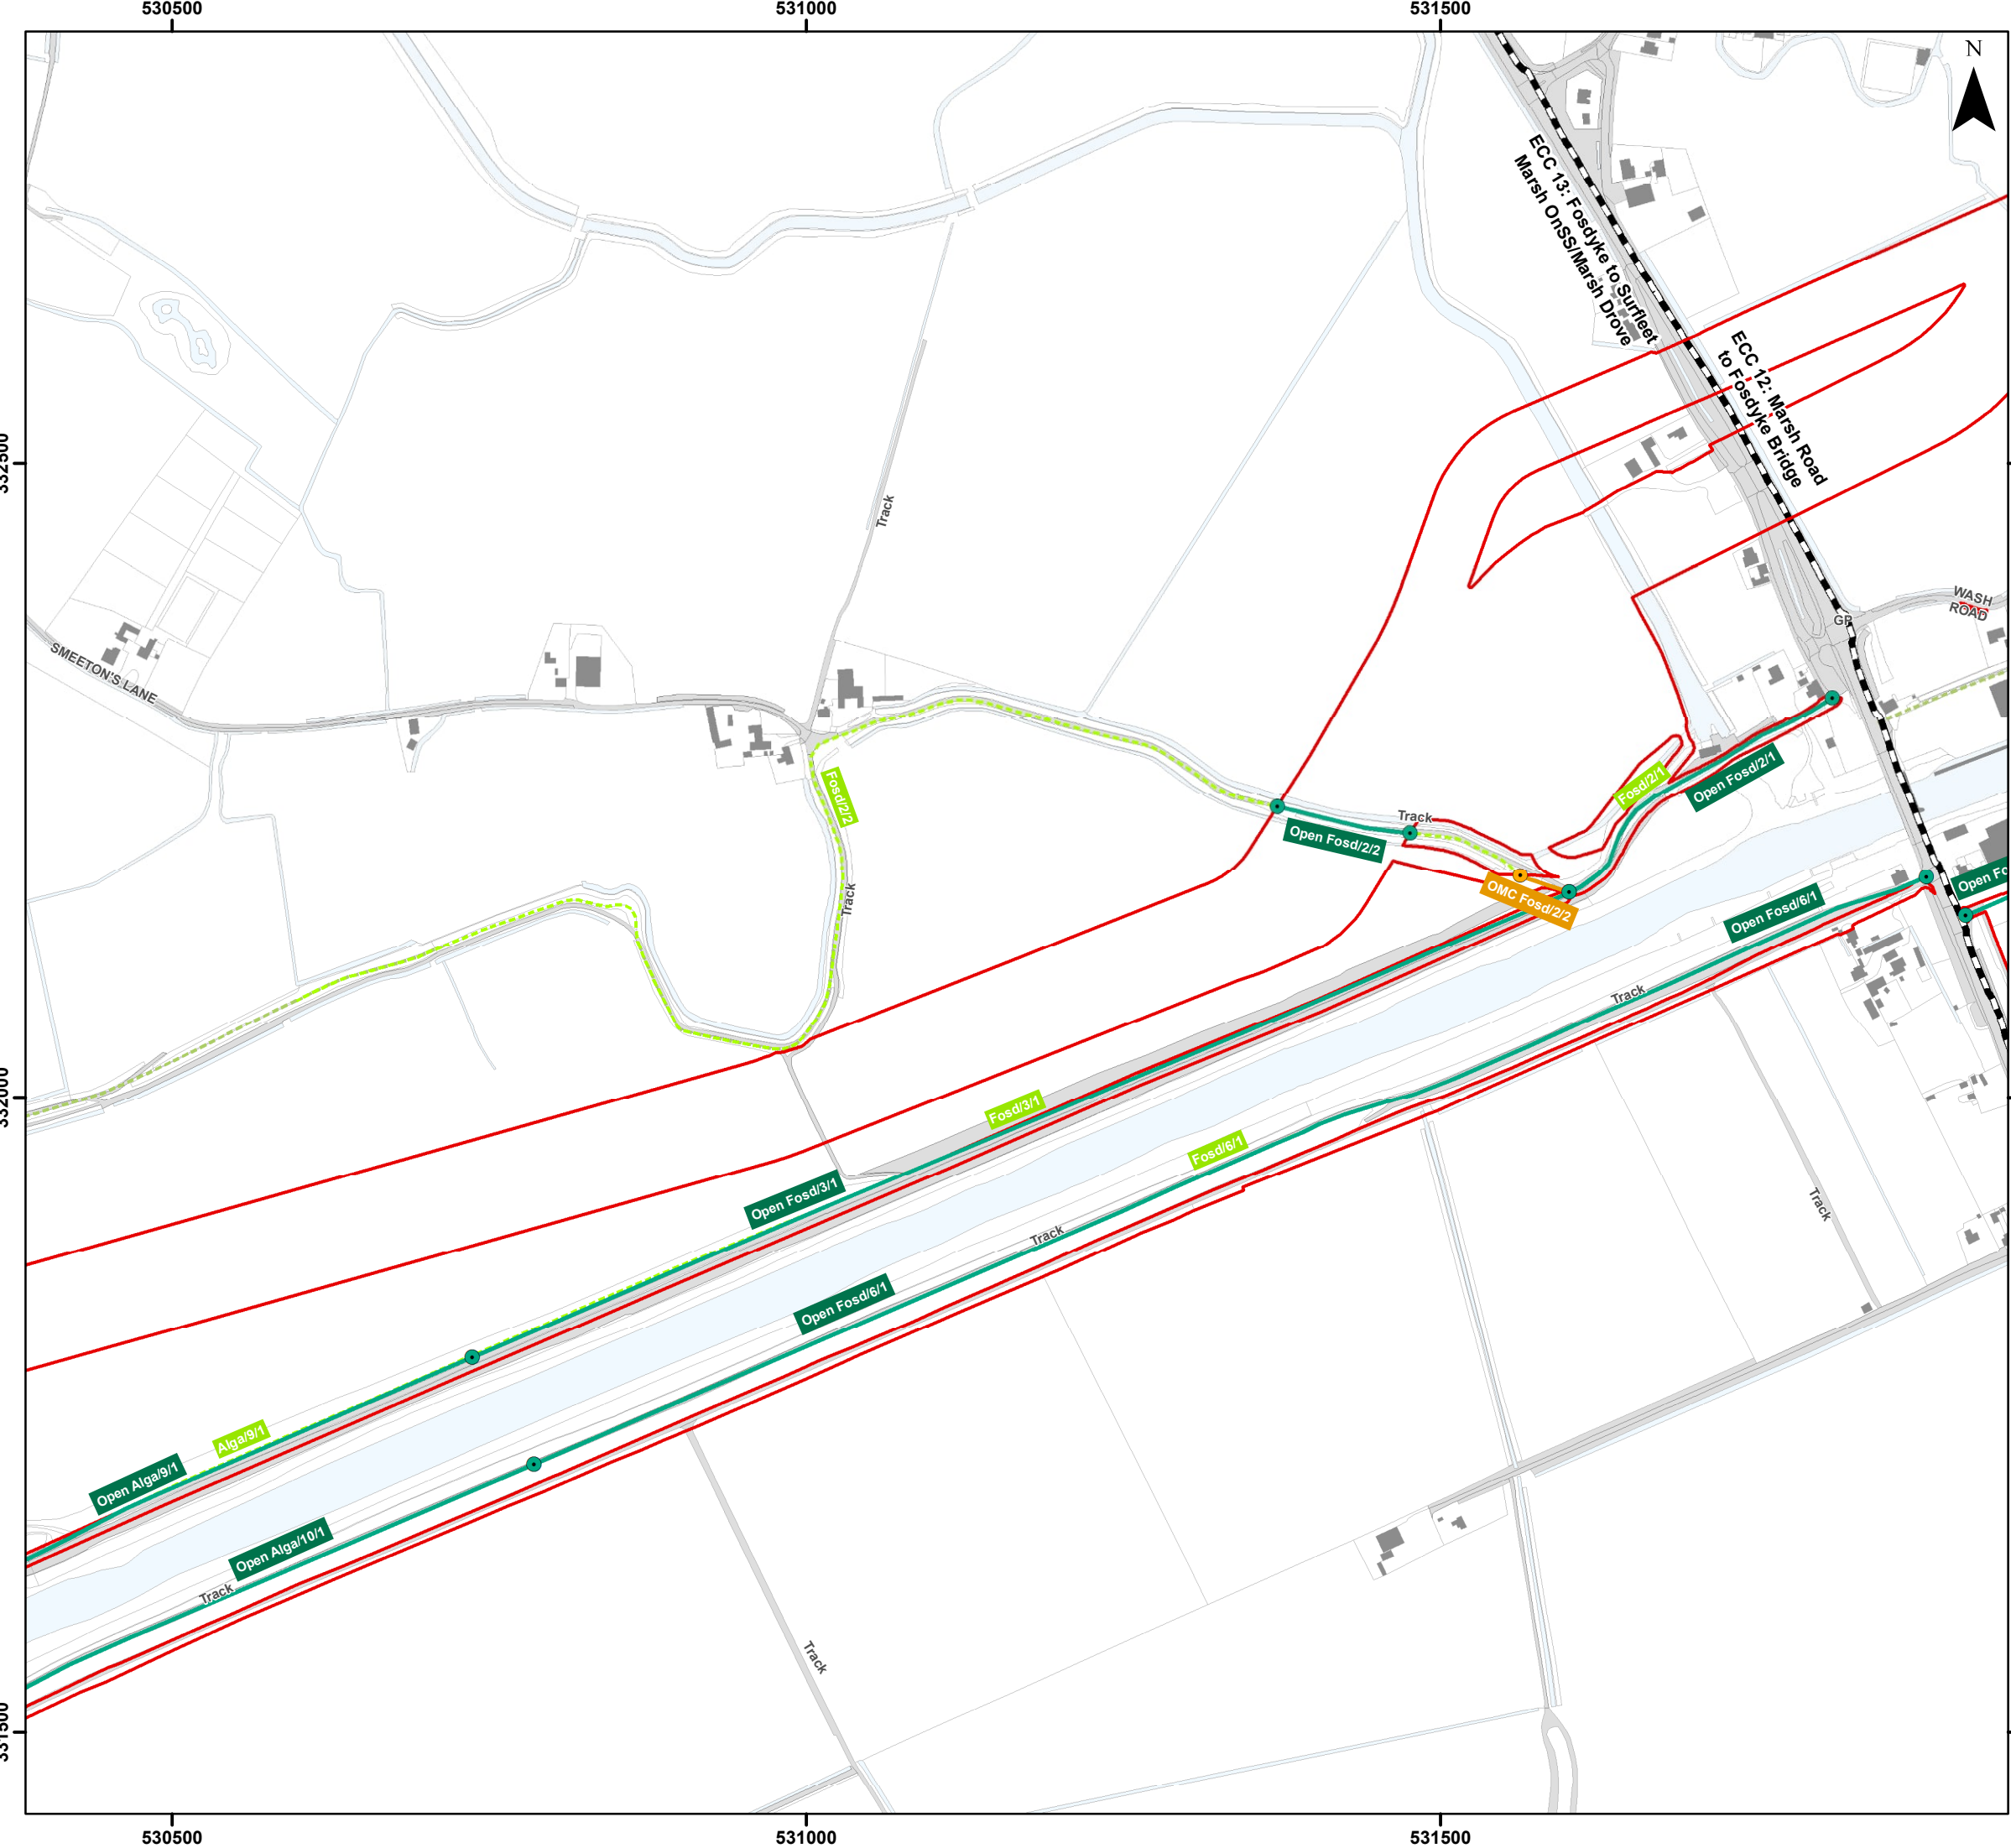 530500
531000
531500
N
ECC 13: Fosdyke to Surfleet
Marsh OnSS/Marsh Drove
ECC 12: Marsh Road
to Fosdyke Bridge
Track
WASH
ROAD
GP
SMEETON'S LANE
Fosd/2/2
Track
Track
Open Fosd/2/2
Fosd/2/1
Open Fosd/2/1
OMC Fosd/2/2
Open Fosd/6/1
Open Fo
Track
Fosd/3/1
Fosd/6/1
Open Fosd/3/1
Track
Track
Open Fosd/6/1
Alga/9/1
Open Alga/9/1
Open Alga/10/1
Track
Track
530500
531000
531500